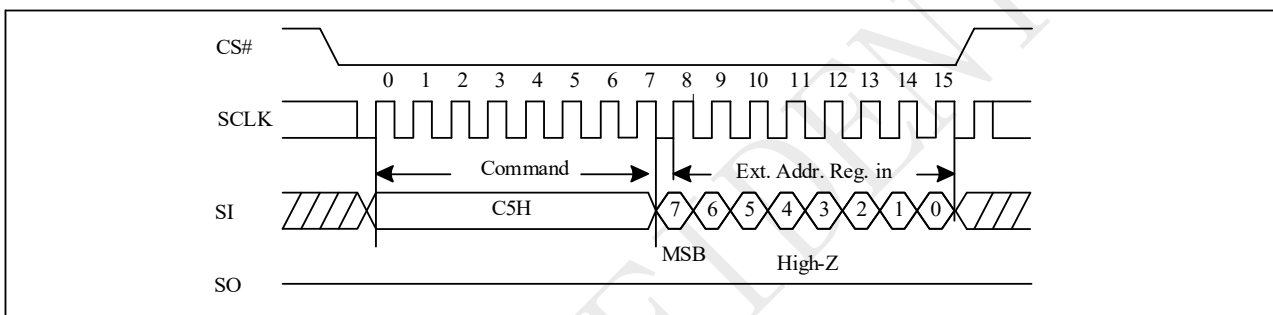 CS#
0 1 2 3 4 5 6 7 8 9 10 11 12 13 14 15
SCLK
Command Ext. Addr. Reg. in
SI C5H 7 6 5 4 3 2 1 0
MSB High-Z
SO